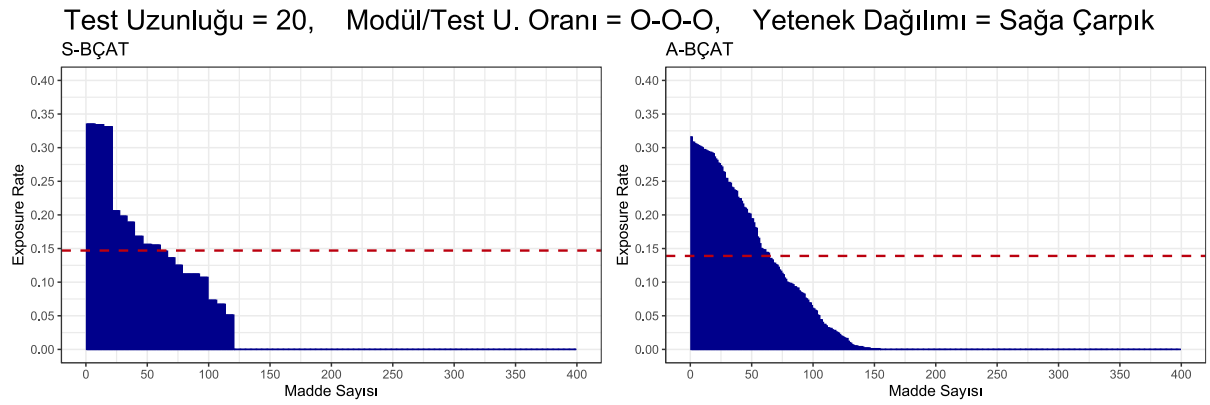 Test Uzunluğu = 20, Modül/Test U. Oranı = O-O-O, Yetenek Dağılımı = Sağa Çarpık
S-BÇAT
0.40
0.35
0.30
0.25
0.20
0.15
0.10
0.05
0.00
Exposure Rate
0 50 100 150 200 250 300 350 400
Madde Sayısı
A-BÇAT
0.40
0.35
0.30
0.25
0.20
0.15
0.10
0.05
0.00
Exposure Rate
0 50 100 150 200 250 300 350 400
Madde Sayısı